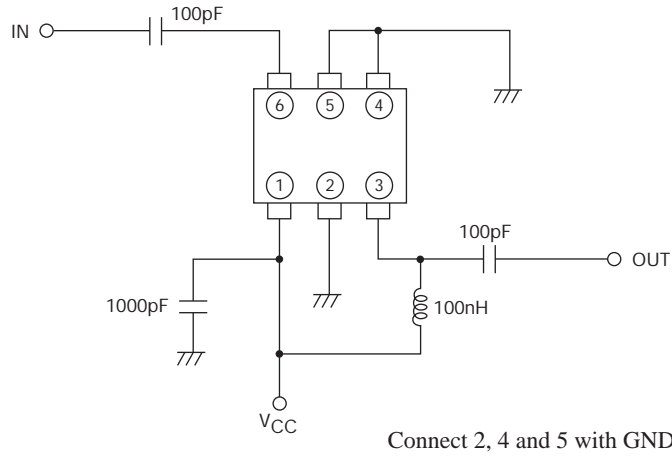 100pF
IN
6 5 4
1 2 3
100pF
OUT
1000pF
100nH
VCC
Connect 2, 4 and 5 with GND